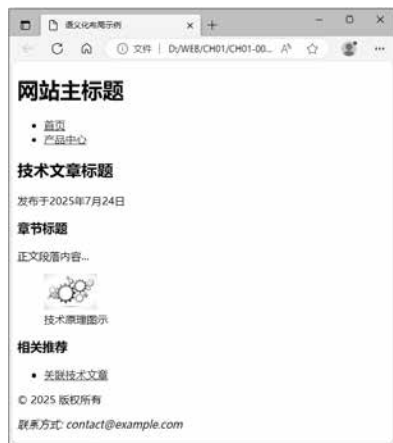 语义化布局示例
文件
D:/WEB/CH01/CH01-00...
网站主标题
首页
产品中心
技术文章标题
发布于2025年7月24日
章节标题
正文段落内容...
技术原理图示
相关推荐
关联技术文章
© 2025 版权所有
联系方式: contact@example.com